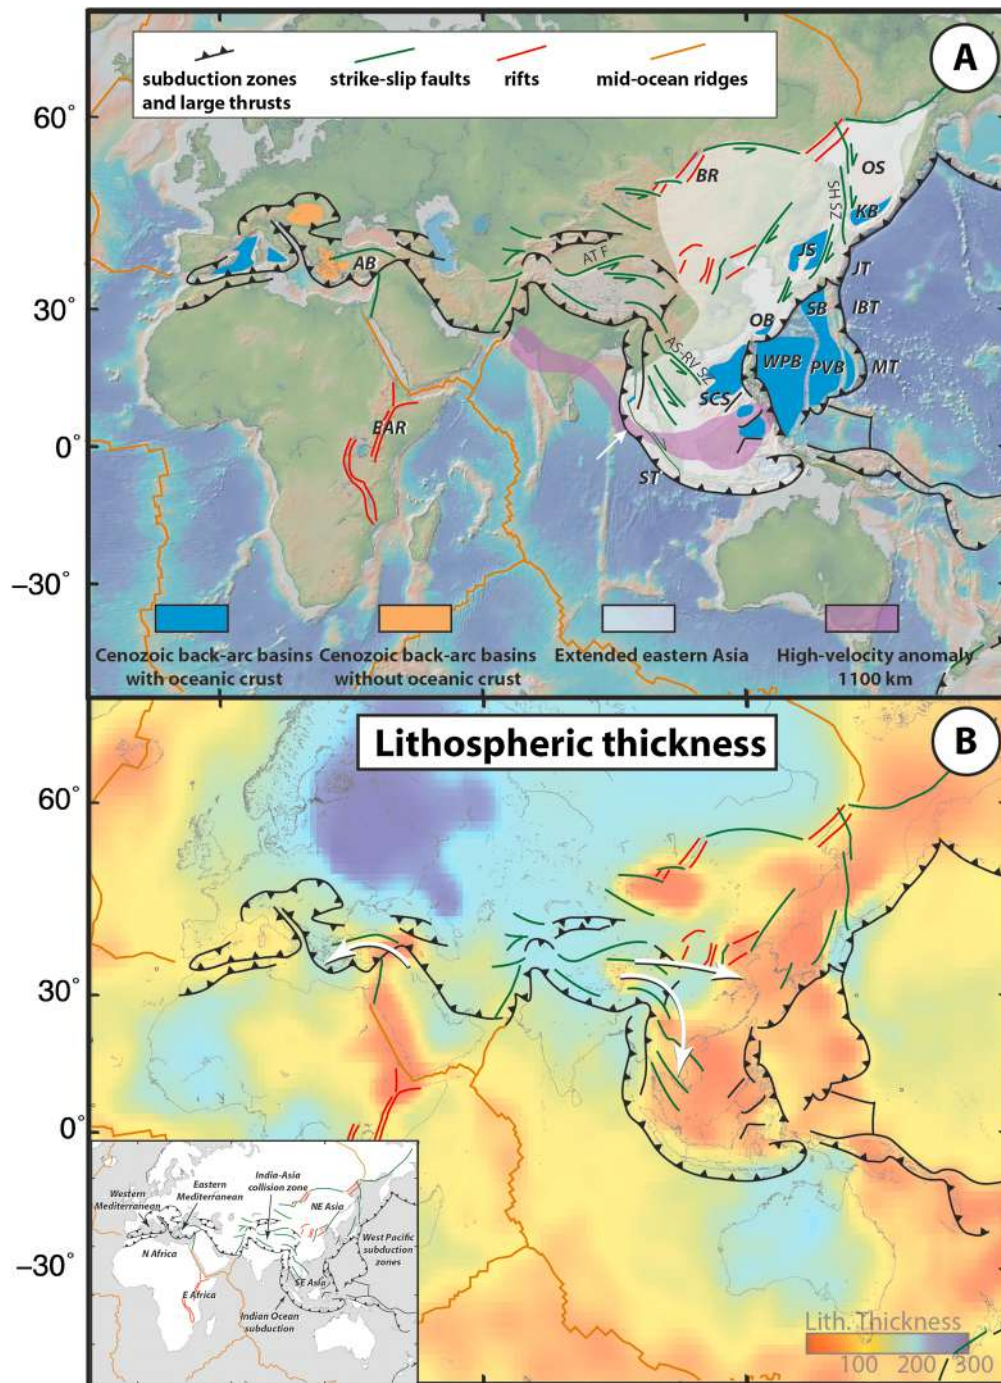 A
subduction zones
and large thrusts
strike-slip faults
rifts
mid-ocean ridges
60°
30°
0°
–30°
BR
OS
SH SZ
KB
JS
JT
AT F
AB
SB
IBT
OB
AS-RV SZ
WPB
PVB
MT
SCS
EAR
ST
Cenozoic back-arc basins
with oceanic crust
Cenozoic back-arc basins
without oceanic crust
Extended eastern Asia
High-velocity anomaly
1100 km
Lithospheric thickness
B
60°
30°
0°
–30°
India-Asia
collision zone
Eastern
Mediterranean
Western
Mediterranean
NE Asia
N Africa
West Pacific
subduction
zones
SE Asia
E Africa
Indian Ocean
subduction
Lith. Thickness
100 200 300